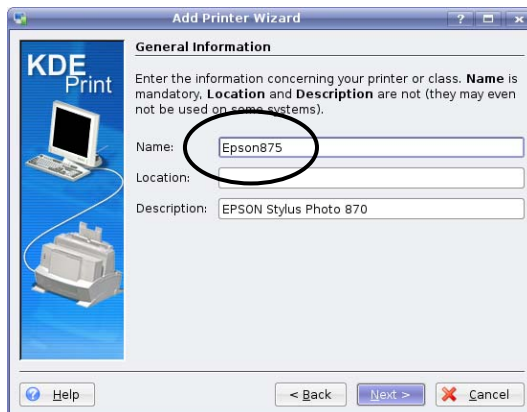 Add Printer Wizard
KDE
Print
General Information
Enter the information concerning your printer or class. Name is
mandatory, Location and Description are not (they may even
not be used on some systems).
Name: Epson875
Location:
Description: EPSON Stylus Photo 870
Help < Back Next > Cancel